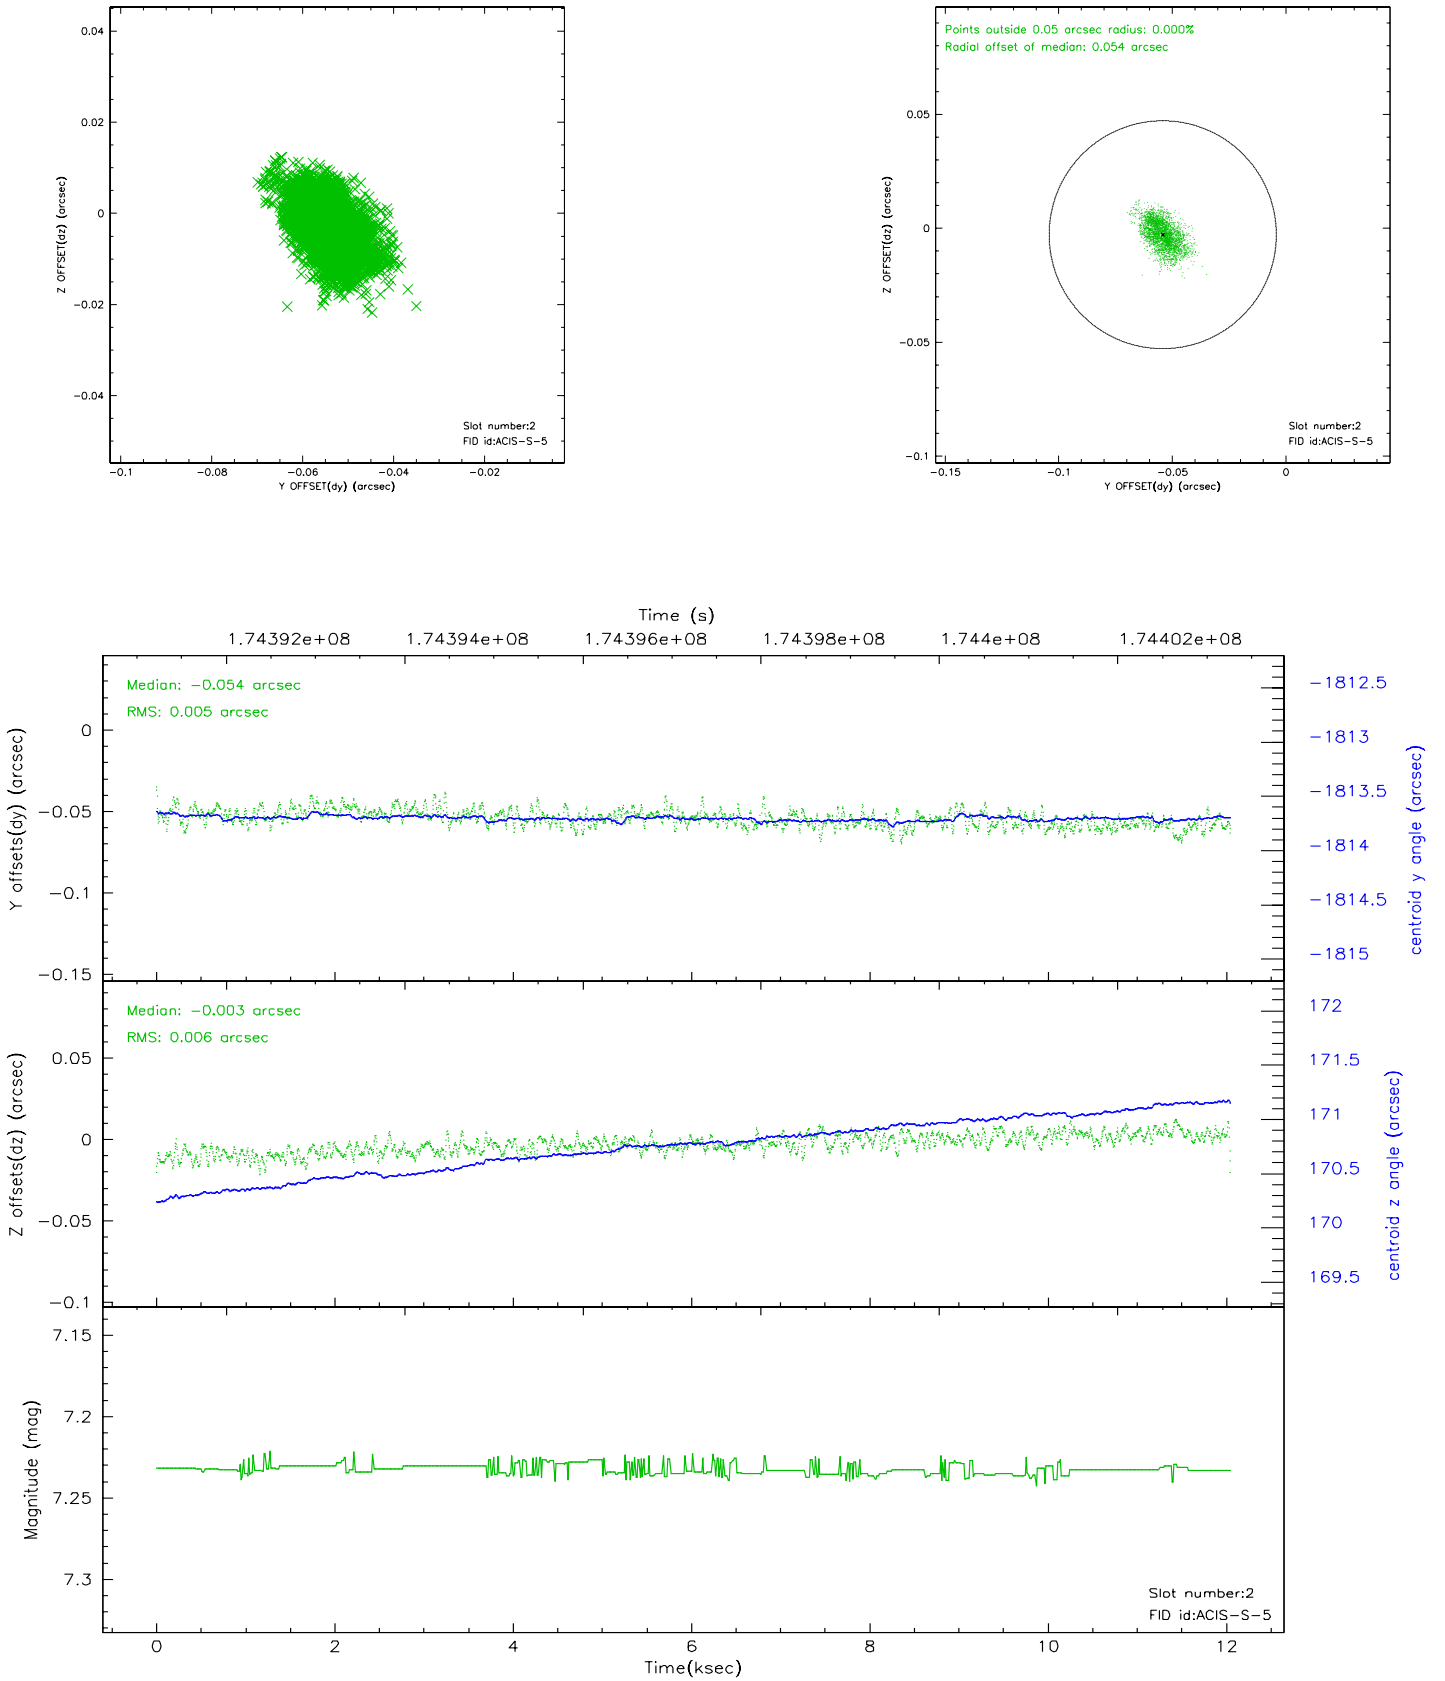 0.04
0.02
0
−0.02
−0.04
Z OFFSET(dz) (arcsec)
Slot number:2
FID id:ACIS−S−5
−0.1
−0.08
−0.06
−0.04
−0.02
Y OFFSET(dy) (arcsec)
Points outside 0.05 arcsec radius: 0.000%
Radial offset of median: 0.054 arcsec
0.05
0
−0.05
−0.1
Z OFFSET(dz) (arcsec)
Slot number:2
FID id:ACIS−S−5
−0.15
−0.1
−0.05
0
Y OFFSET(dy) (arcsec)
Time (s)
1.74392e+08
1.74394e+08
1.74396e+08
1.74398e+08
1.744e+08
1.74402e+08
Median: −0.054 arcsec
RMS: 0.005 arcsec
0
−0.05
−0.1
−0.15
Y offsets(dy) (arcsec)
−1812.5
−1813
−1813.5
−1814
−1814.5
−1815
centroid y angle (arcsec)
Median: −0.003 arcsec
RMS: 0.006 arcsec
0.05
0
−0.05
−0.1
Z offsets(dz) (arcsec)
172
171.5
171
170.5
170
169.5
centroid z angle (arcsec)
7.15
7.2
7.25
7.3
Magnitude (mag)
Slot number:2
FID id:ACIS−S−5
0
2
4
6
8
10
12
Time(ksec)